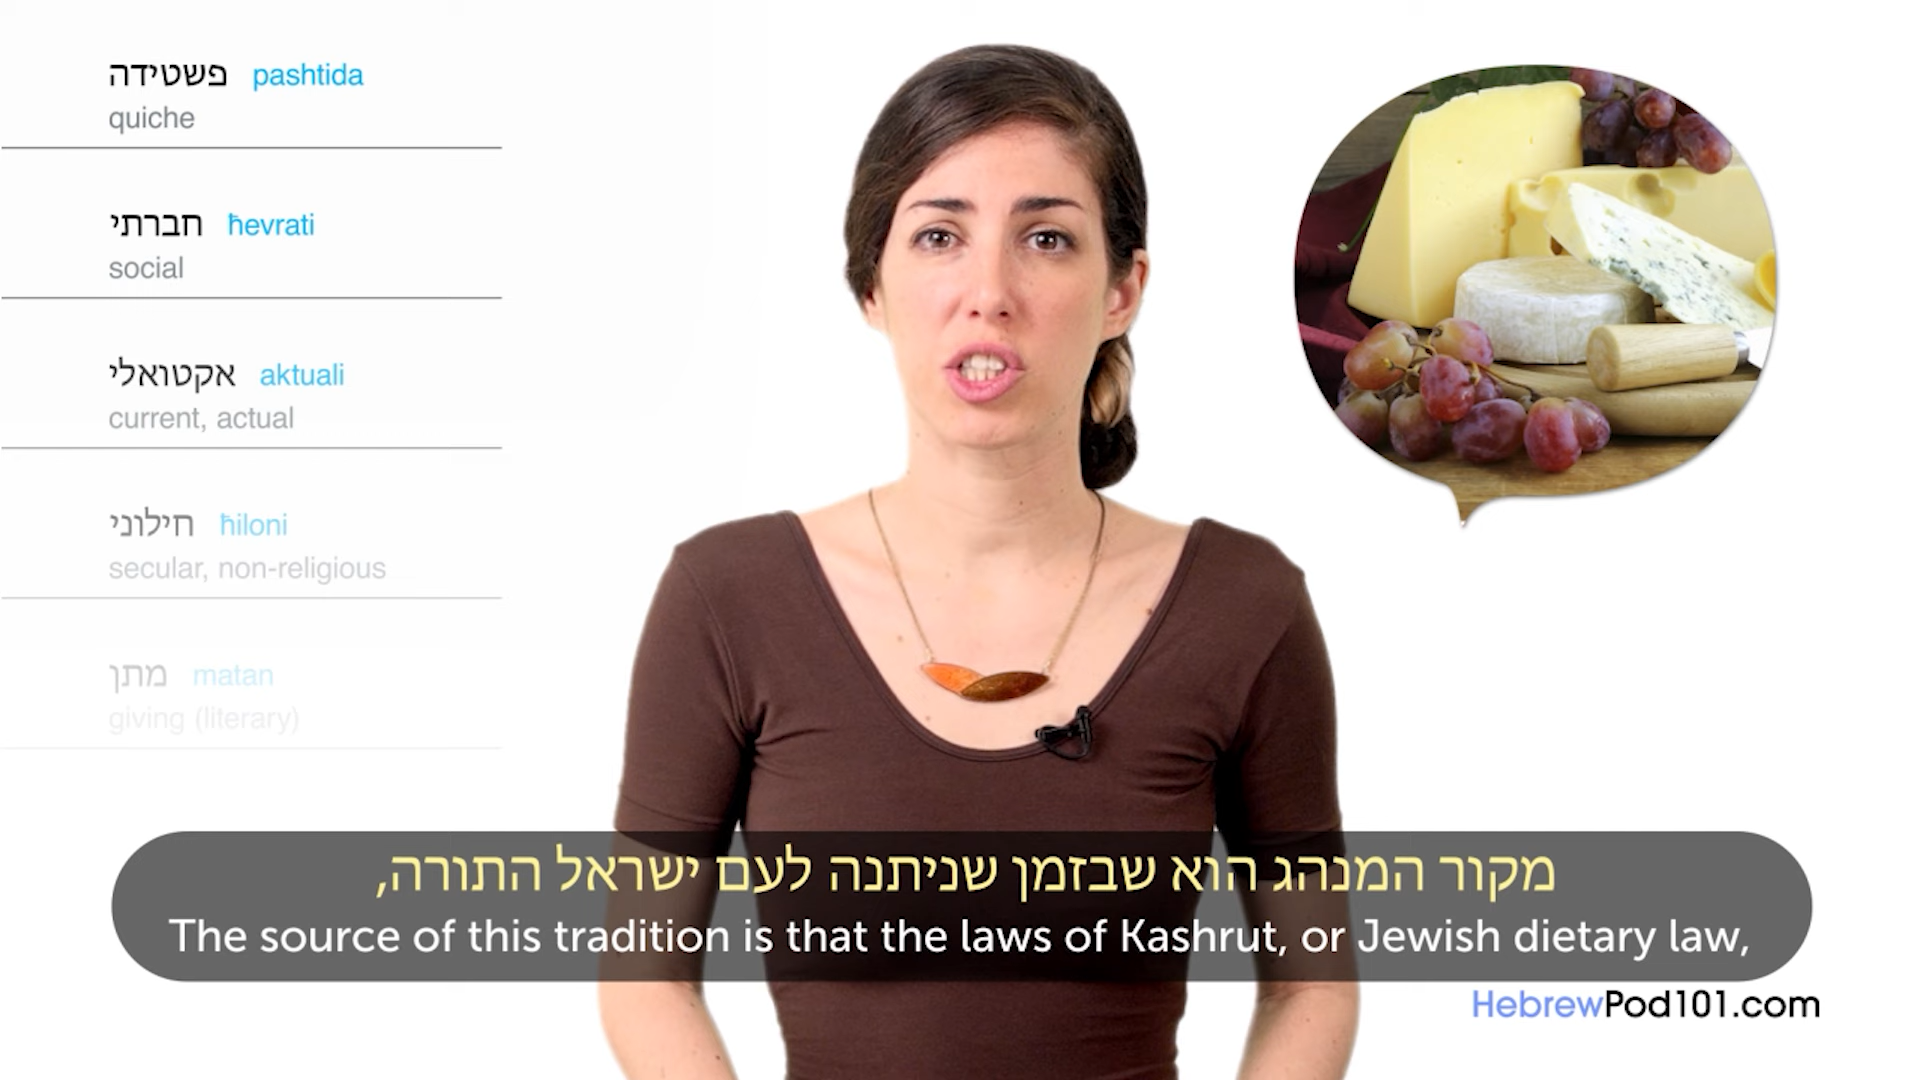 פשטידה pashtida
quiche
חברתי ħevrati
social
אקטואלי aktuali
current, actual
חילוני ħiloni
secular, non-religious
מתן matan
giving (literary)
מקור המנהג הוא שבזמן שניתנה לעם ישראל התורה,
The source of this tradition is that the laws of Kashrut, or Jewish dietary law,
HebrewPod101.com